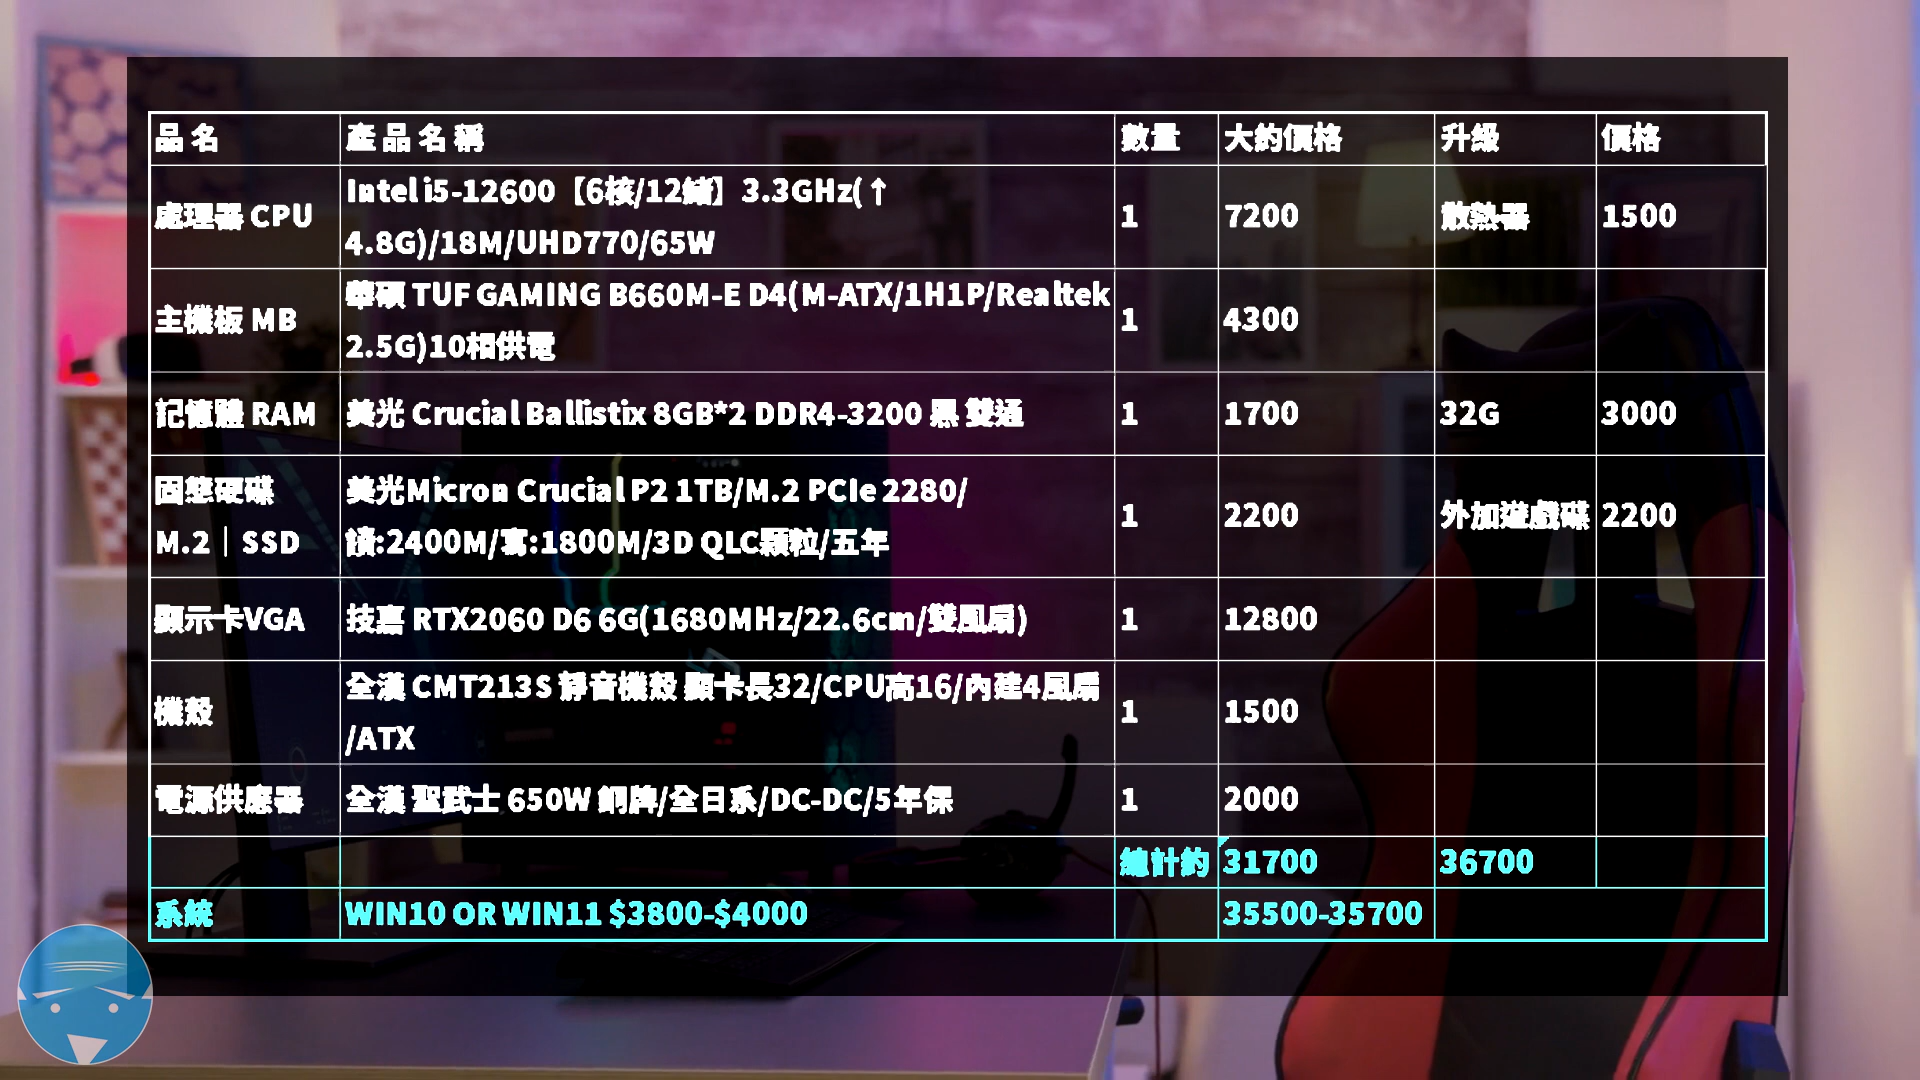 品 名 產 品 名 稱 數量 大約價格 升級 價格
處理器 CPU Intel i5-12600【6核/12緒】3.3GHz(↑ 1 7200 散熱器 1500
4.8G)/18M/UHD770/65W
主機板 MB 華碩 TUF GAMING B660M-E D4(M-ATX/1H1P/Realtek 1 4300
2.5G)10相供電
記憶體 RAM 美光 Crucial Ballistix 8GB*2 DDR4-3200 黑 雙通 1 1700 32G 3000
固態硬碟 美光Micron Crucial P2 1TB/M.2 PCIe 2280/ 1 2200 外加遊戲碟 2200
M.2｜SSD 讀:2400M/寫:1800M/3D QLC顆粒/五年
顯示卡VGA 技嘉 RTX2060 D6 6G(1680MHz/22.6cm/雙風扇) 1 12800
機殼 全漢 CMT213S 靜音機殼 顯卡長32/CPU高16/內建4風扇 1 1500
/ATX
電源供應器 全漢 聖武士 650W 銅牌/全日系/DC-DC/5年保 1 2000
總計約 31700 36700
系統 WIN10 OR WIN11 $3800-$4000 35500-35700